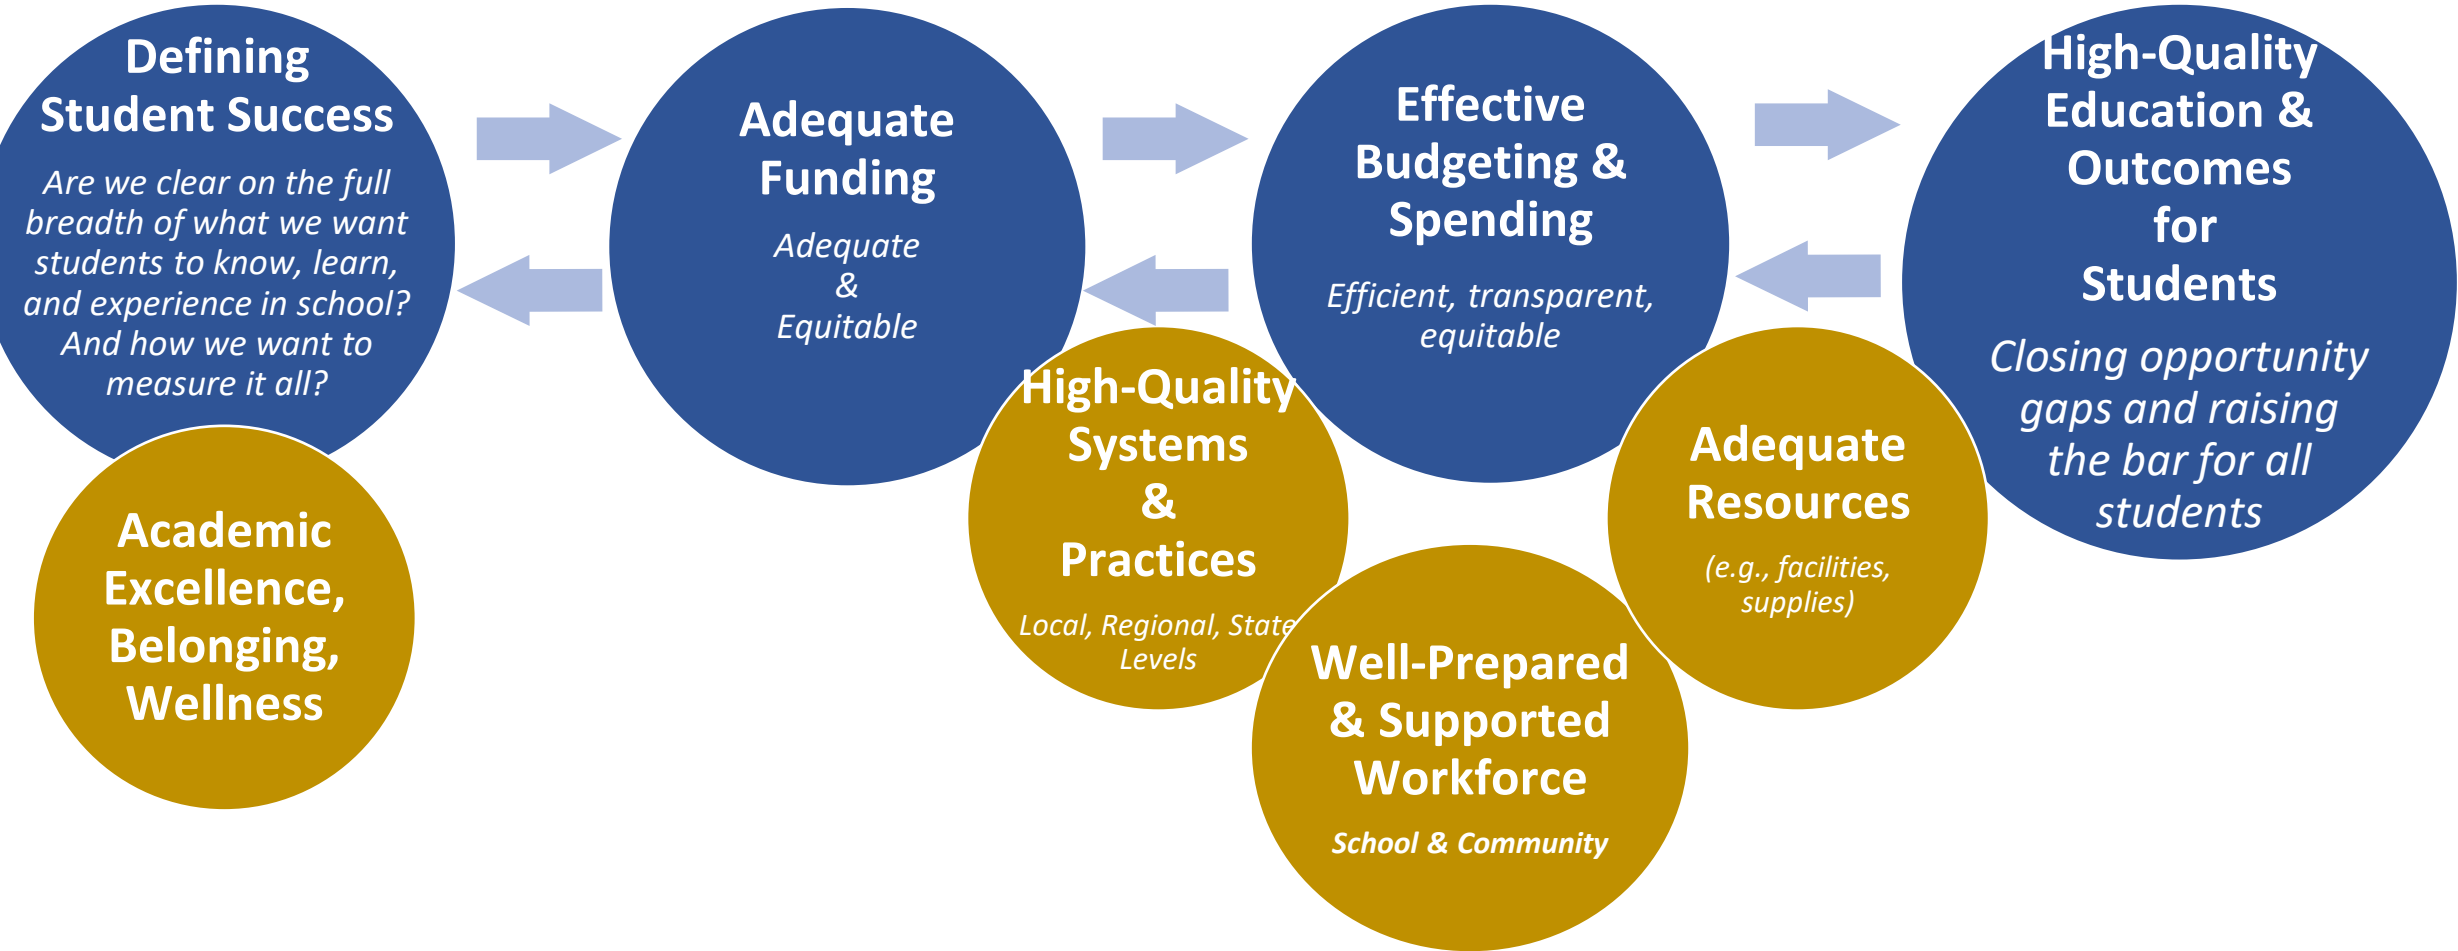 Defining
Student Success
Are we clear on the full
breadth of what we want
students to know, learn,
and experience in school?
And how we want to
measure it all?
Academic
Excellence,
Belonging,
Wellness
Adequate
Funding
Adequate
&
Equitable
High-Quality
Systems
&
Practices
Local, Regional, State
Levels
Effective
Budgeting &
Spending
Efficient, transparent,
equitable
Well-Prepared
& Supported
Workforce
School & Community
Adequate
Resources
(e.g., facilities,
supplies)
High-Quality
Education &
Outcomes
for
Students
Closing opportunity
gaps and raising
the bar for all
students